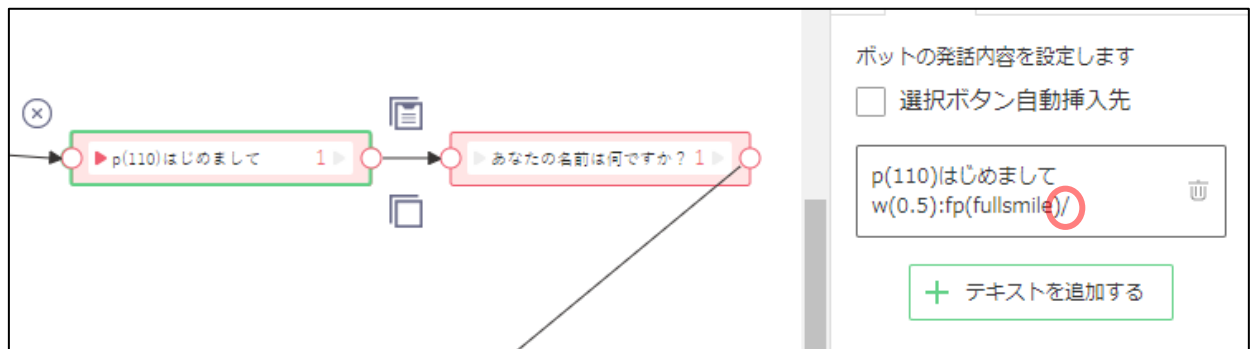 p(110)はじめまして 1
あなたの名前は何ですか？ 1
ボットの発話内容を設定します
選択ボタン自動挿入先
p(110)はじめまして
w(0.5):fp(fullsmile)/
テキストを追加する